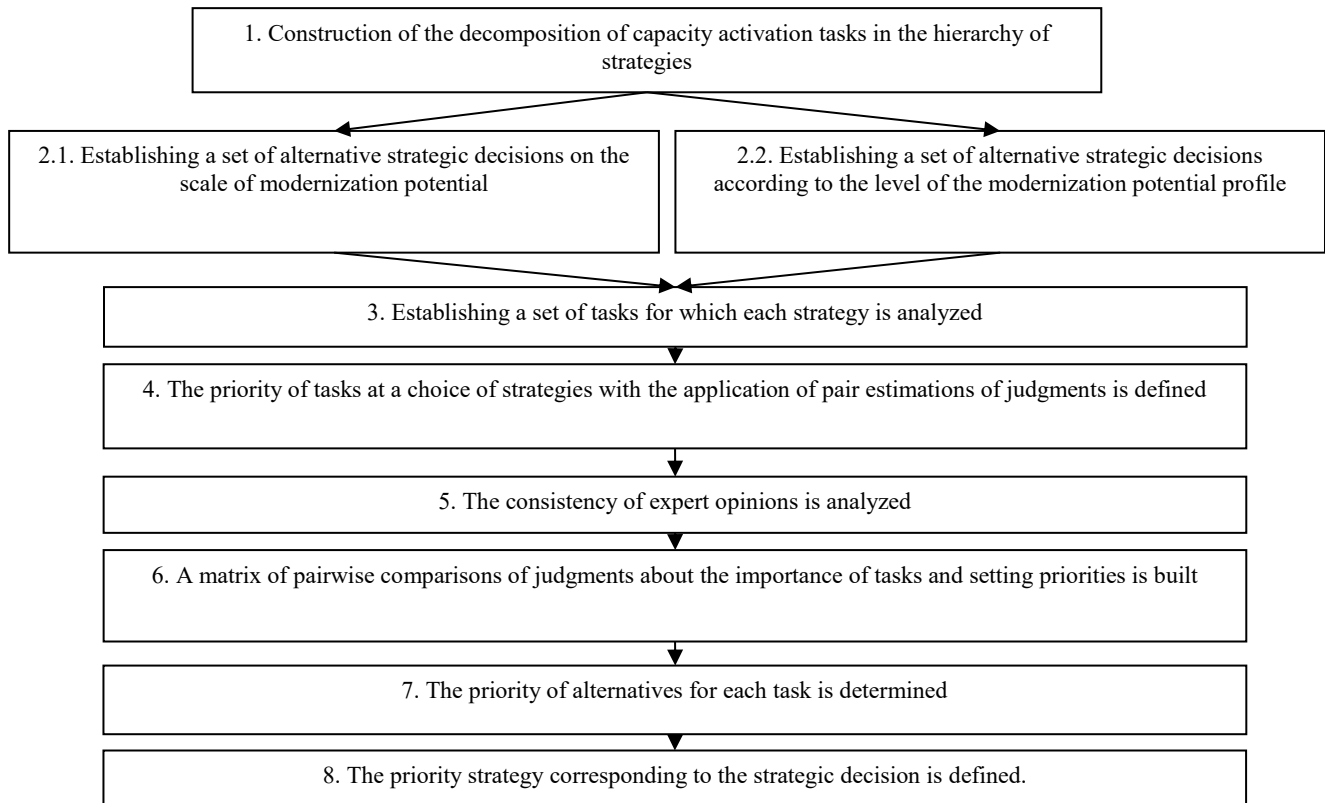 1. Construction of the decomposition of capacity activation tasks in the hierarchy of
strategies
2.1. Establishing a set of alternative strategic decisions on the
scale of modernization potential
2.2. Establishing a set of alternative strategic decisions
according to the level of the modernization potential profile
3. Establishing a set of tasks for which each strategy is analyzed
4. The priority of tasks at a choice of strategies with the application of pair estimations of judgments is defined
5. The consistency of expert opinions is analyzed
6. A matrix of pairwise comparisons of judgments about the importance of tasks and setting priorities is built
7. The priority of alternatives for each task is determined
8. The priority strategy corresponding to the strategic decision is defined.